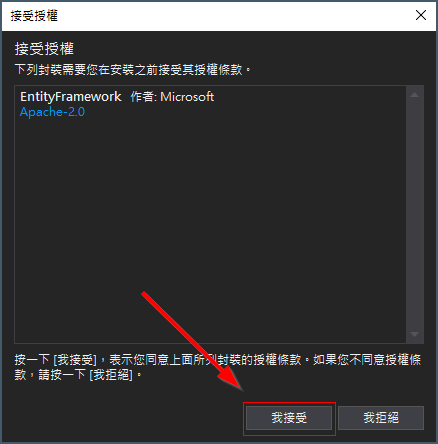 接受授權
接受授權
下列封裝需要您在安裝之前接受其授權條款。
EntityFramework 作者: Microsoft
Apache-2.0
按一下 [我接受]，表示您同意上面所列封裝的授權條款。如果您不同意授權條
款，請按一下 [我拒絕]。
我接受 我拒絕